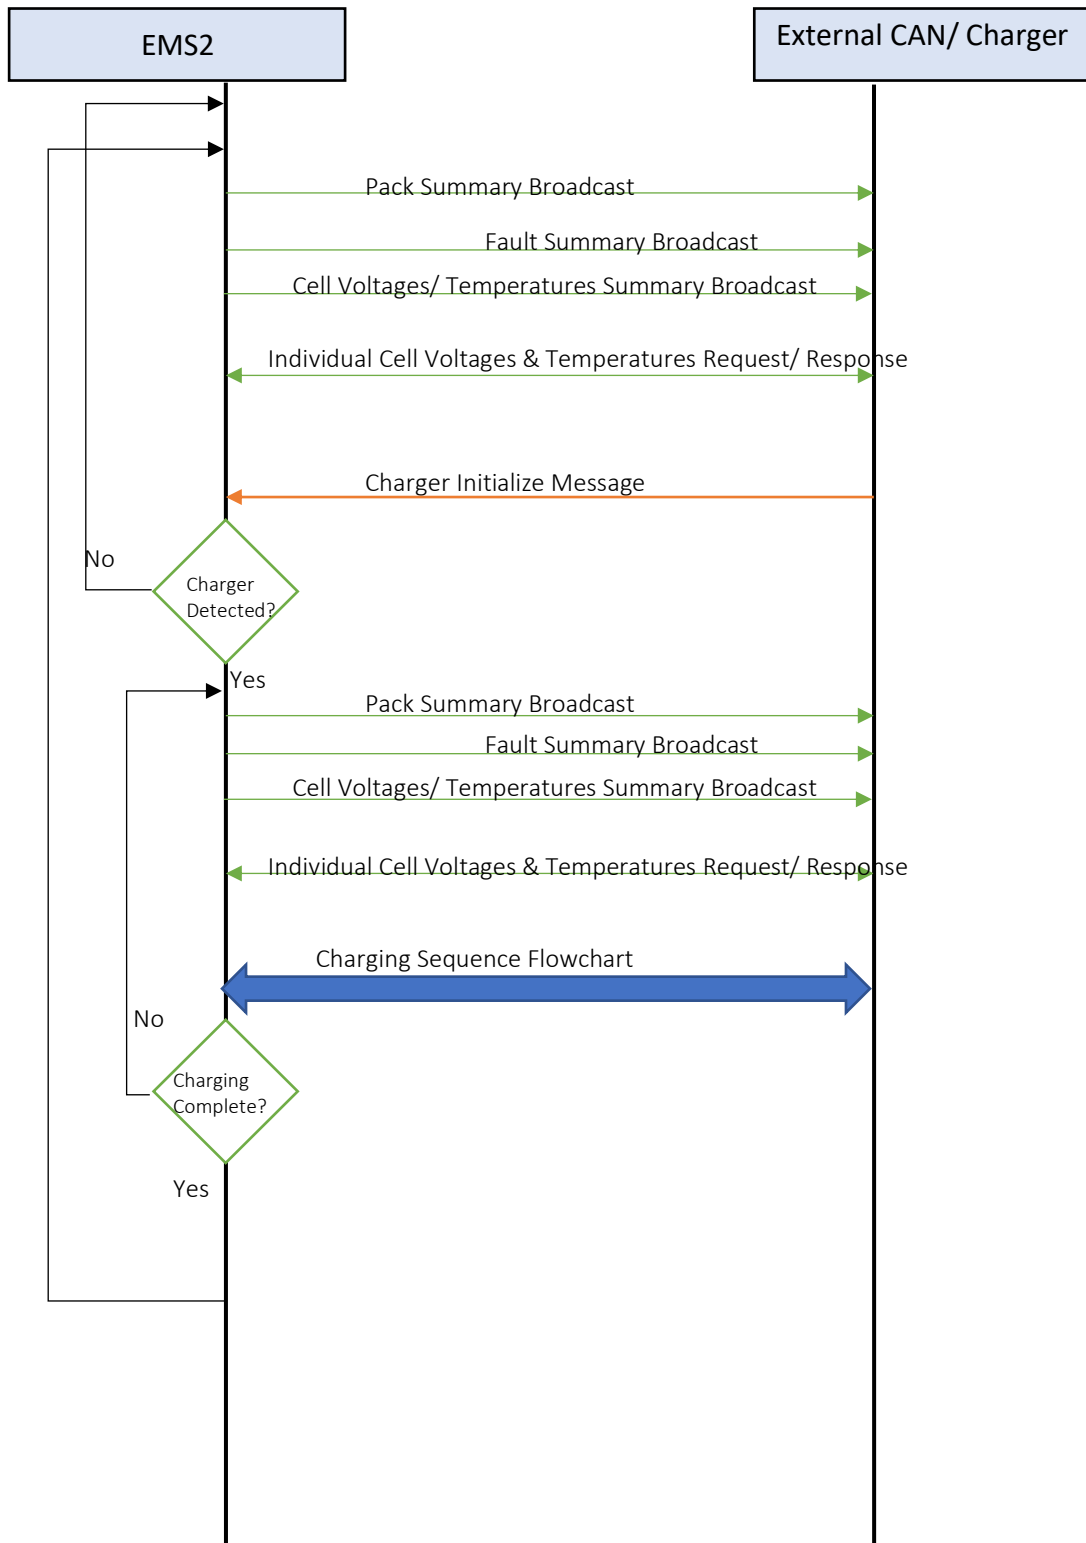 EMS2
External CAN/ Charger
Pack Summary Broadcast
Fault Summary Broadcast
Cell Voltages/ Temperatures Summary Broadcast
Individual Cell Voltages & Temperatures Request/ Response
Charger Initialize Message
No
Charger
Detected?
Yes
Pack Summary Broadcast
Fault Summary Broadcast
Cell Voltages/ Temperatures Summary Broadcast
Individual Cell Voltages & Temperatures Request/ Response
Charging Sequence Flowchart
No
Charging
Complete?
Yes